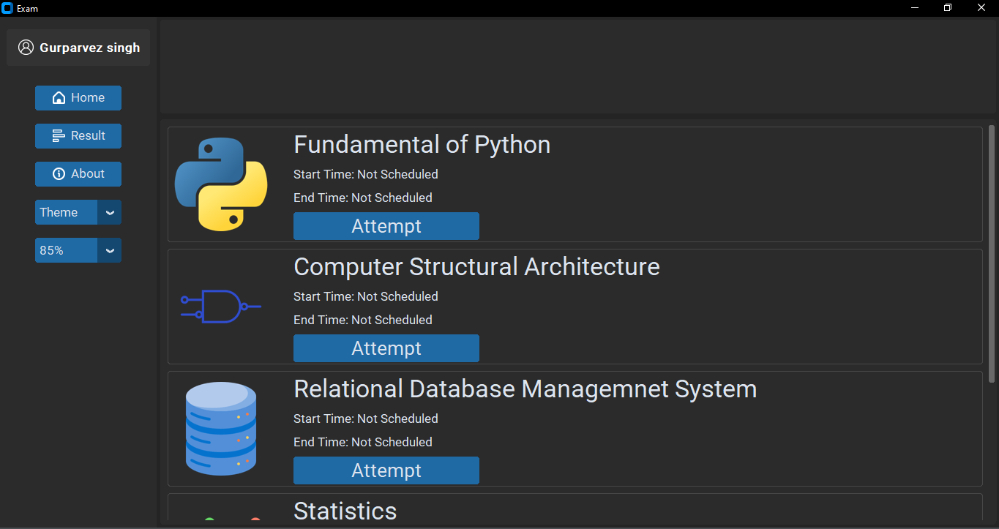 Exam
Gurparvez singh
Home
Result
About
Theme
85%
Fundamental of Python
Start Time: Not Scheduled
End Time: Not Scheduled
Attempt
Computer Structural Architecture
Start Time: Not Scheduled
End Time: Not Scheduled
Attempt
Relational Database Managemnet System
Start Time: Not Scheduled
End Time: Not Scheduled
Attempt
Statistics